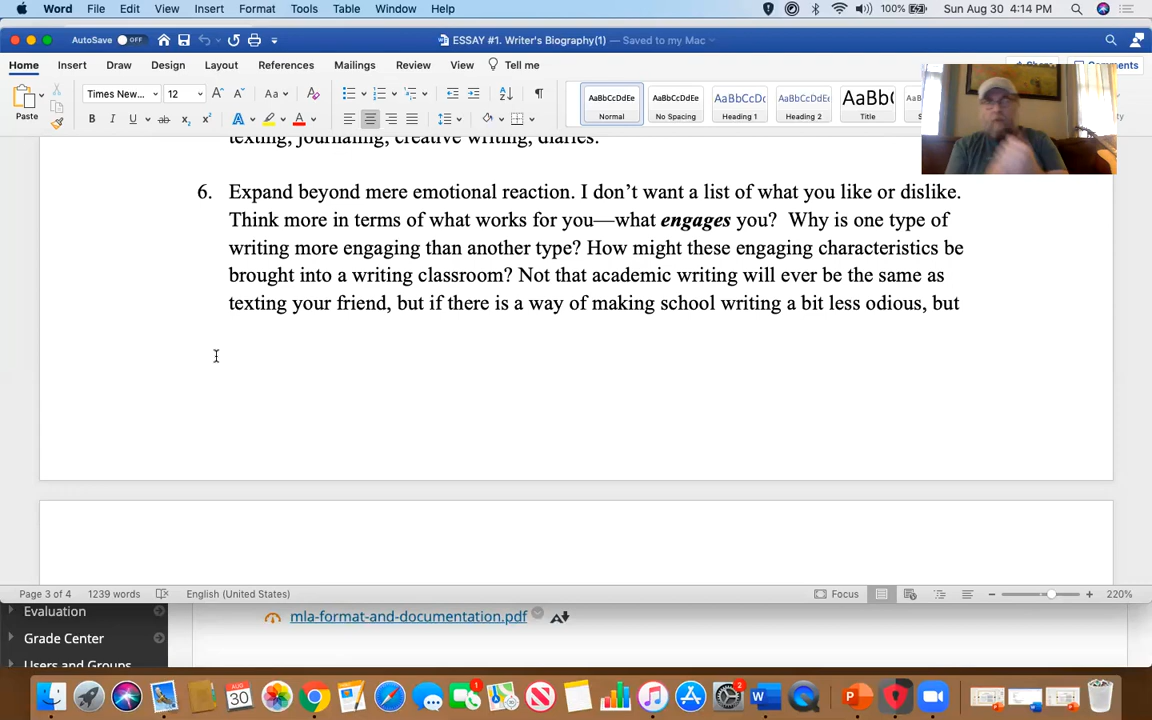 Word File Edit View Insert Format Tools Table Window Help 100% Sun Aug 30 4:14 PM
AutoSave OFF ESSAY #1. Writer's Biography(1) — Saved to my Mac
Home Insert Draw Design Layout References Mailings Review View Tell me Share Comments
Paste Times New... 12 Aa
AaBbCcDdEe AaBbCcDdEe AaBbCcDc AaBbCcDdEe AaBb(
Normal No Spacing Heading 1 Heading 2 Title
texting, journaling, creative writing, diaries.
6. Expand beyond mere emotional reaction. I don’t want a list of what you like or dislike.
Think more in terms of what works for you—what engages you? Why is one type of
writing more engaging than another type? How might these engaging characteristics be
brought into a writing classroom? Not that academic writing will ever be the same as
texting your friend, but if there is a way of making school writing a bit less odious, but
Page 3 of 4 1239 words English (United States) Focus 220%
Evaluation
mla-format-and-documentation.pdf
Grade Center
Users and Groups
AUG
30
1
2